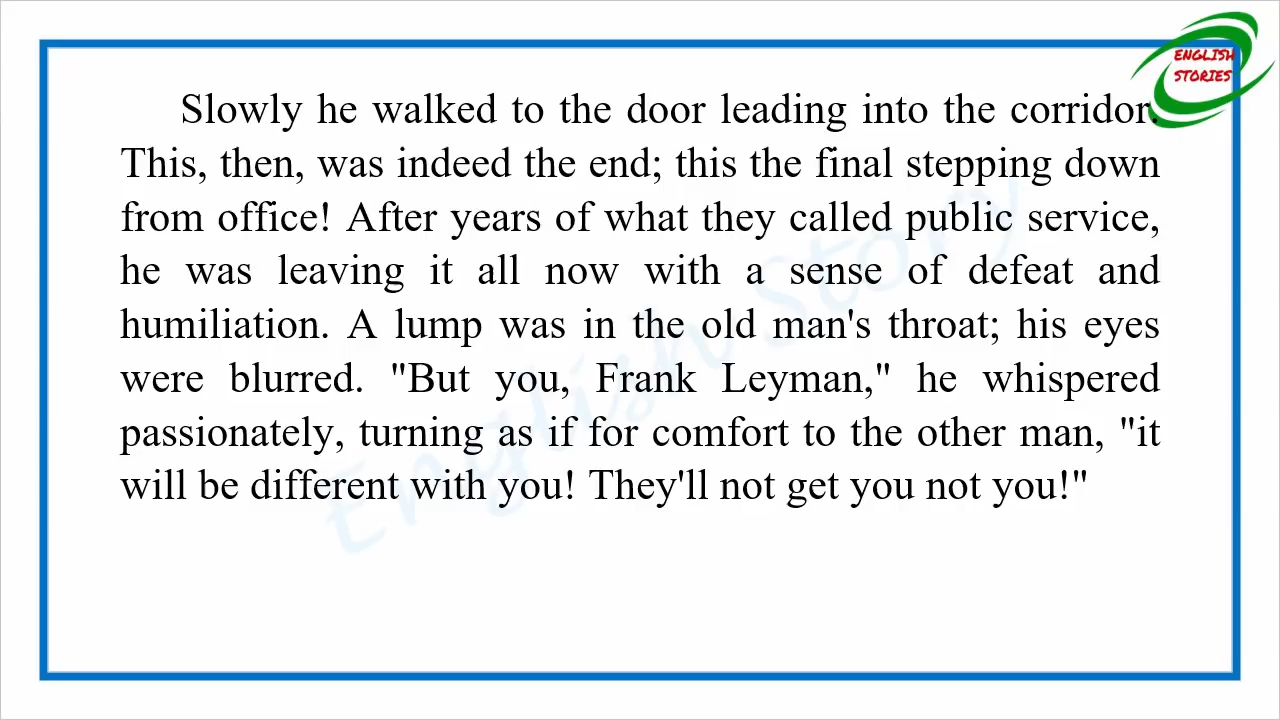 ENGLISH
STORIES
Slowly he walked to the door leading into the corridor.
This, then, was indeed the end; this the final stepping down
from office! After years of what they called public service,
he was leaving it all now with a sense of defeat and
humiliation. A lump was in the old man's throat; his eyes
were blurred. "But you, Frank Leyman," he whispered
passionately, turning as if for comfort to the other man, "it
will be different with you! They'll not get you not you!"
English Story